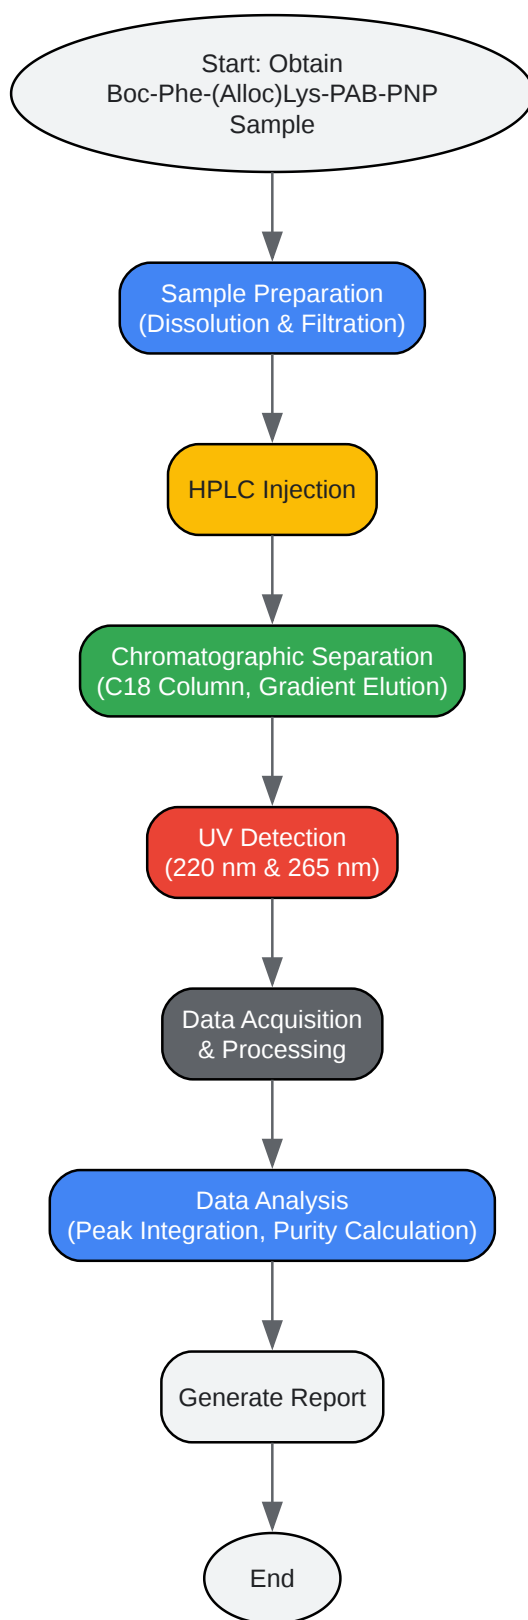 Start: Obtain
Boc-Phe-(Alloc)Lys-PAB-PNP
Sample
Sample Preparation
(Dissolution & Filtration)
HPLC Injection
Chromatographic Separation
(C18 Column, Gradient Elution)
UV Detection
(220 nm & 265 nm)
Data Acquisition
& Processing
Data Analysis
(Peak Integration, Purity Calculation)
Generate Report
End